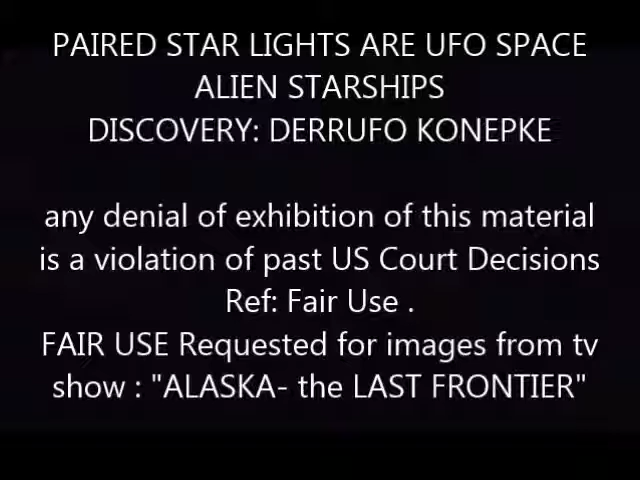 PAIRED STAR LIGHTS ARE UFO SPACE
ALIEN STARSHIPS
DISCOVERY: DERRUFO KONEPKE
any denial of exhibition of this material
is a violation of past US Court Decisions
Ref: Fair Use .
FAIR USE Requested for images from tv
show : "ALASKA- the LAST FRONTIER"